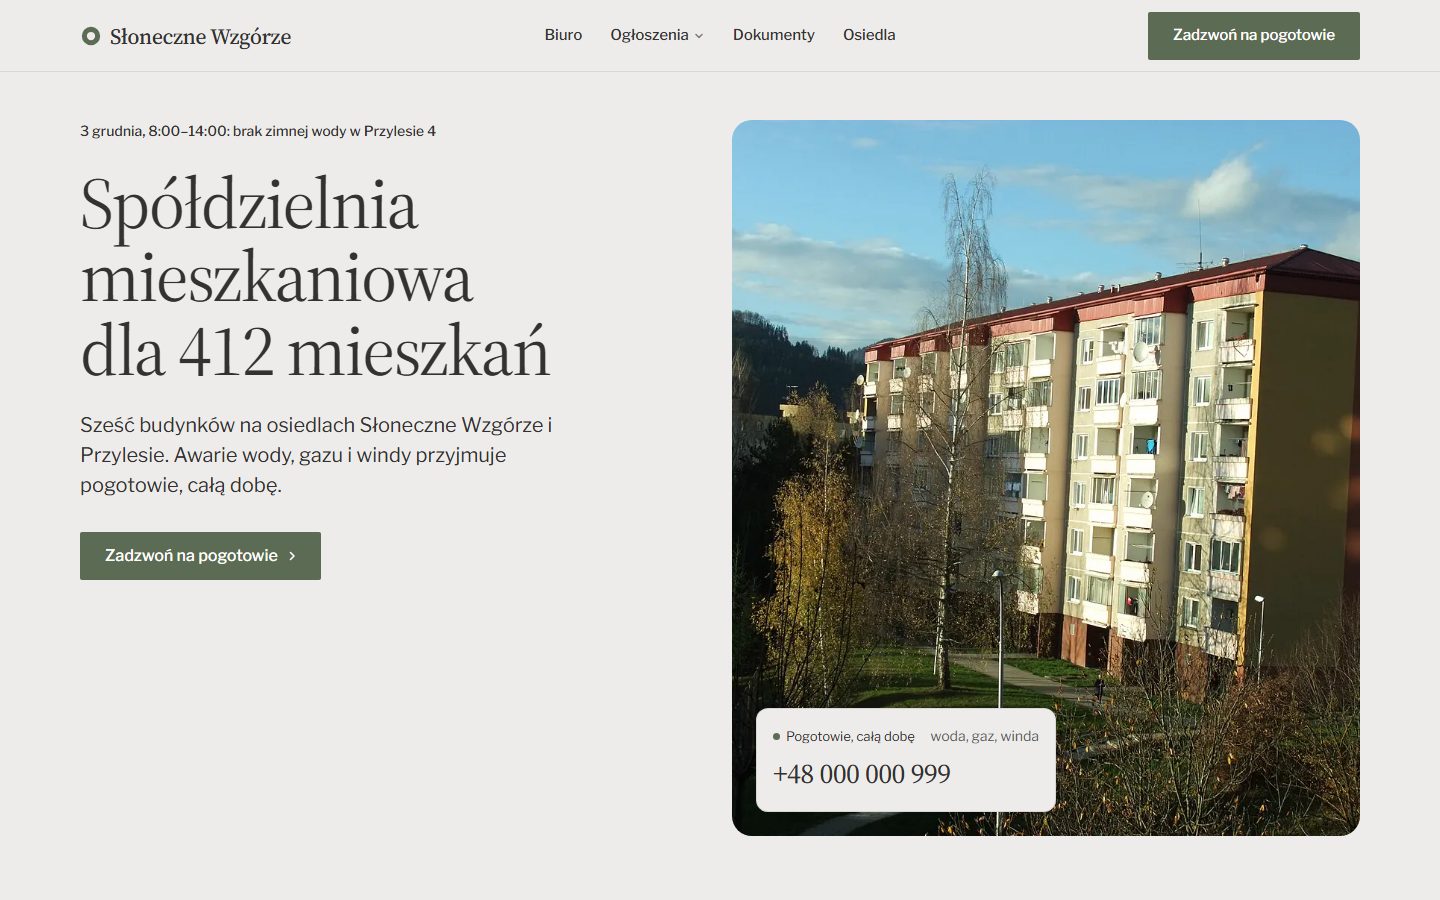 Słoneczne Wzgórze
Biuro
Ogłoszenia
Dokumenty
Osiedla
Zadzwoń na pogotowie
3 grudnia, 8:00–14:00: brak zimnej wody w Przylesie 4
Spółdzielnia
mieszkaniowa
dla 412 mieszkań
Sześć budynków na osiedlach Słoneczne Wzgórze i
Przylesie. Awarie wody, gazu i windy przyjmuje
pogotowie, całą dobę.
Zadzwoń na pogotowie
Pogotowie, całą dobę woda, gaz, winda
+48 000 000 999